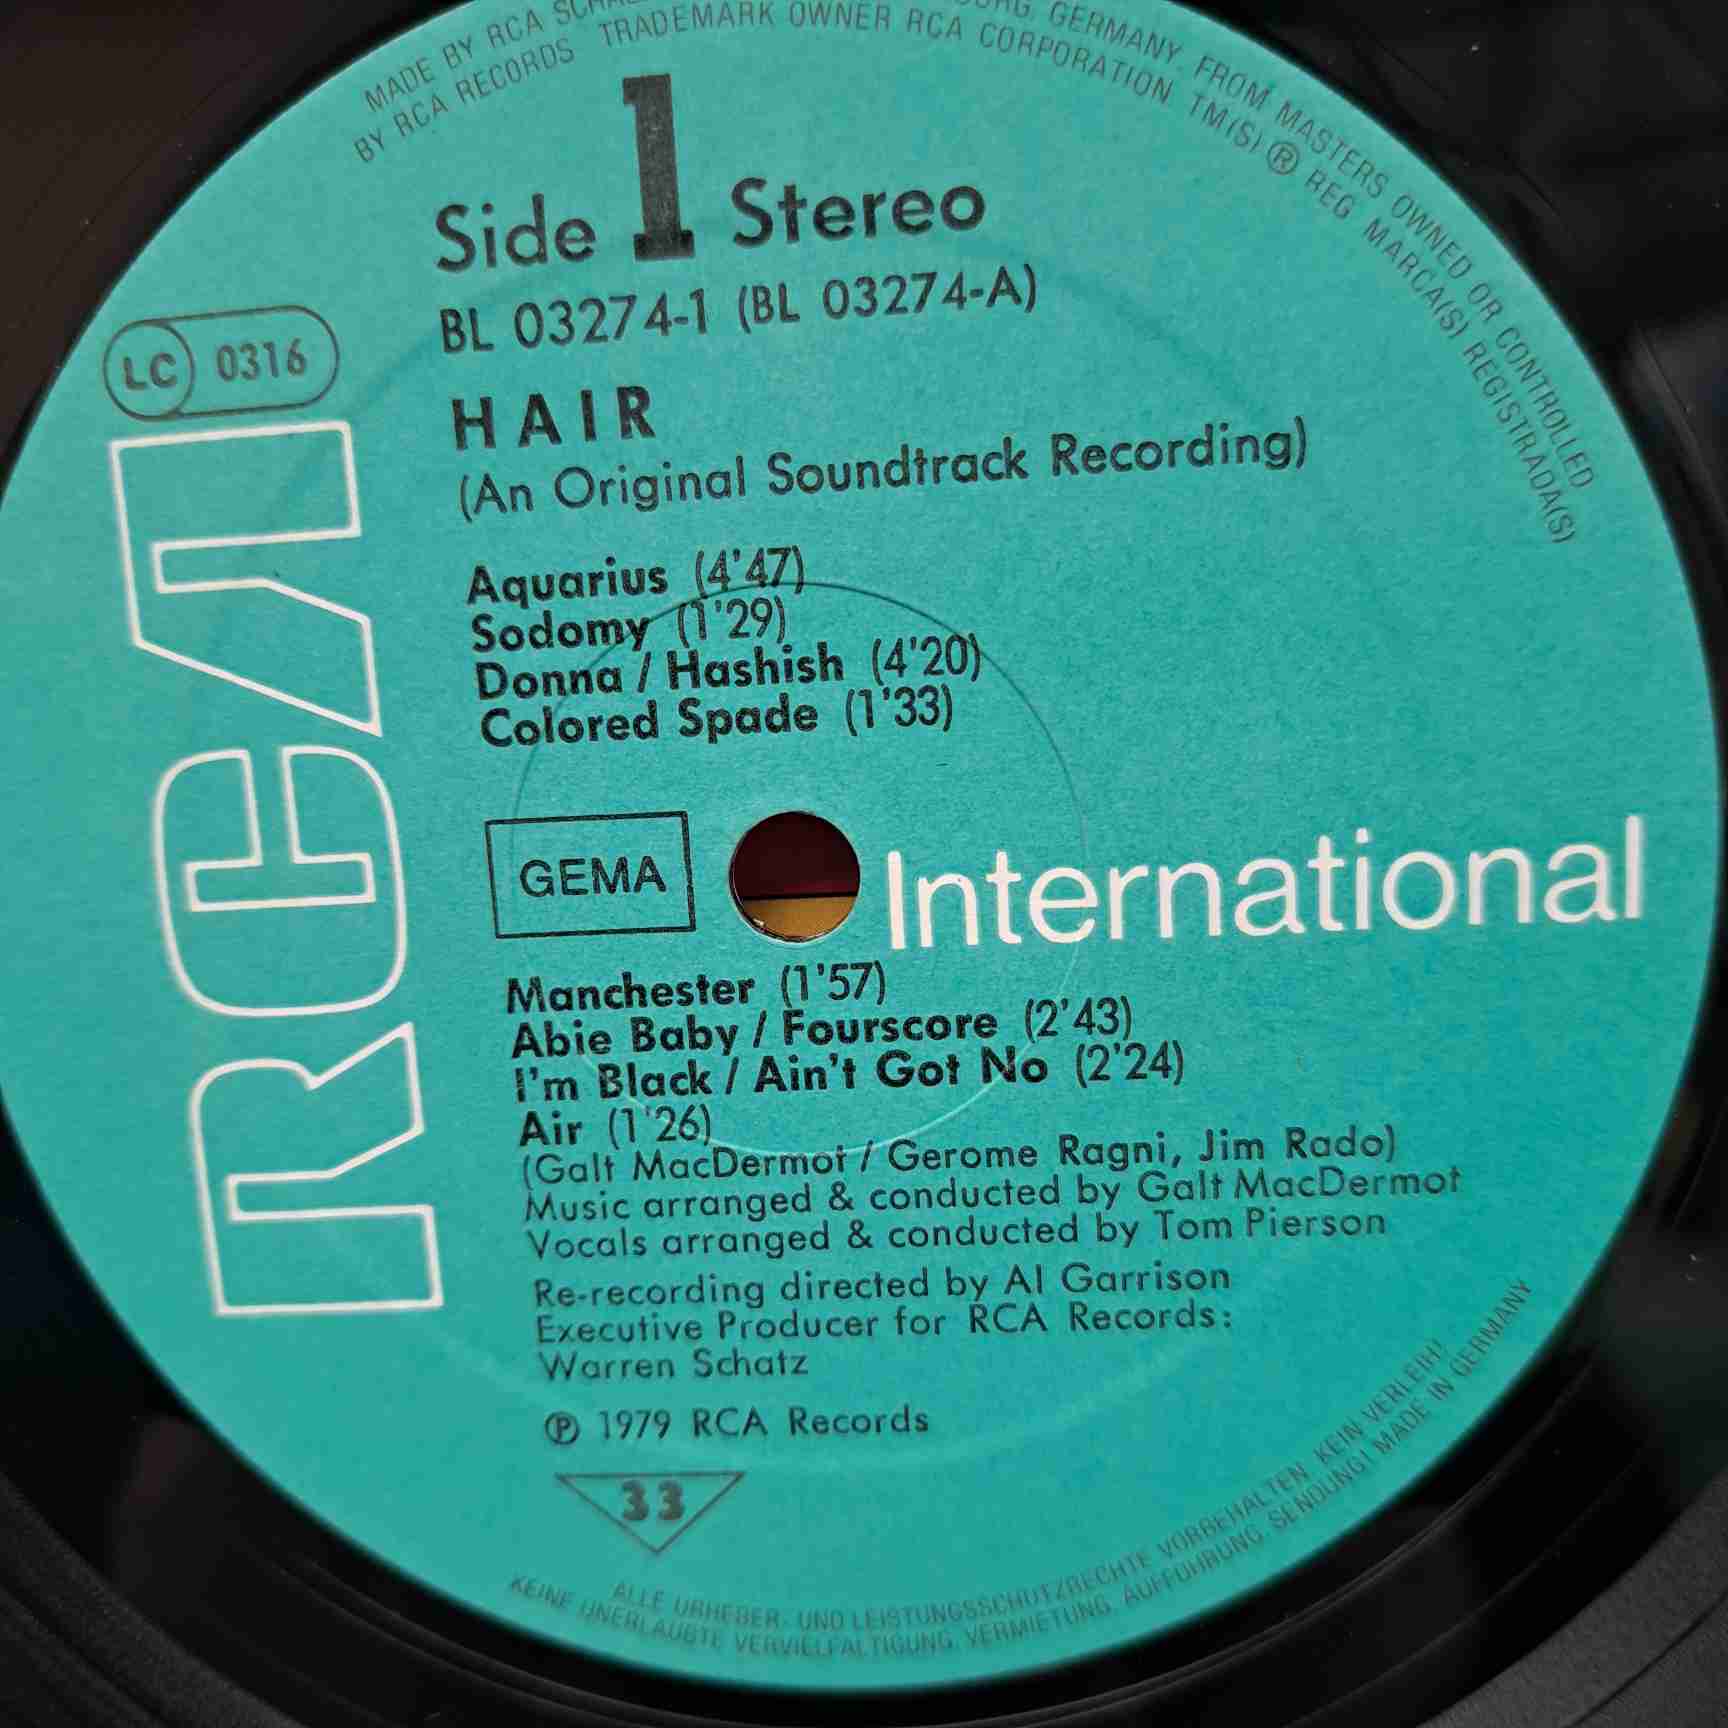 MADE BY RCA GERMANY, FROM MASTERS OWNED OR CONTROLLED
BY RCA RECORDS TRADEMARK OWNER RCA CORPORATION TM(S) ® REG MARCA(S) REGISTRADA(S)
Side 1 Stereo
BL 03274-1 (BL 03274-A)
LC 0316
HAIR
(An Original Soundtrack Recording)
RCA
Aquarius (4'47)
Sodomy (1'29)
Donna / Hashish (4'20)
Colored Spade (1'33)
GEMA
International
Manchester (1'57)
Abie Baby / Fourscore (2'43)
I'm Black / Ain't Got No (2'24)
Air (1'26)
(Galt MacDermot / Gerome Ragni, Jim Rado)
Music arranged & conducted by Galt MacDermot
Vocals arranged & conducted by Tom Pierson
Re-recording directed by Al Garrison
Executive Producer for RCA Records:
Warren Schatz
℗ 1979 RCA Records
33
ALLE URHEBER- UND LEISTUNGSSCHUTZRECHTE VORBEHALTEN. KEIN VERLEIH!
KEINE UNERLAUBTE VERVIELFÄLTIGUNG, VERMIETUNG, AUFFÜHRUNG, SENDUNG! MADE IN GERMANY